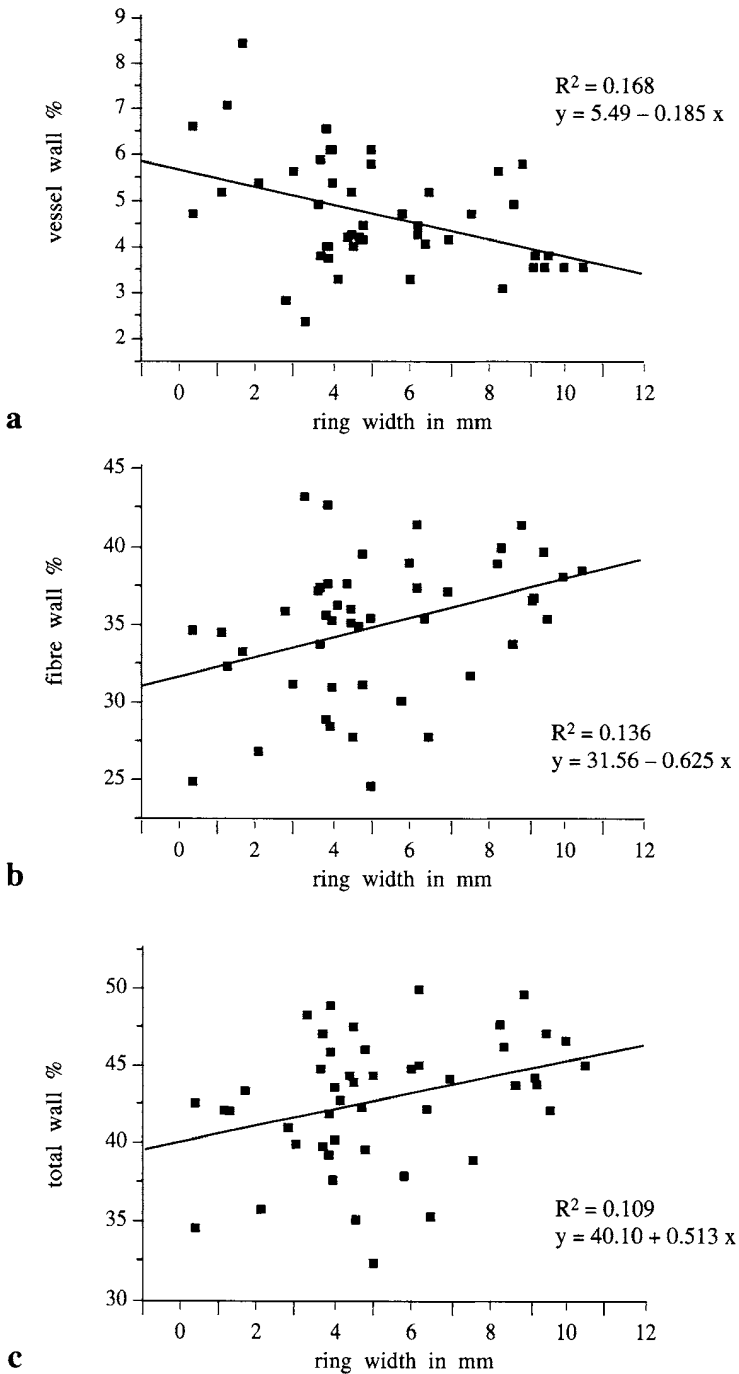 9
8
7
6
5
4
3
2
vessel wall %
R² = 0.168
y = 5.49 – 0.185 x
0 2 4 6 8 10 12
ring width in mm
a
45
40
35
30
25
fibre wall %
R² = 0.136
y = 31.56 – 0.625 x
0 2 4 6 8 10 12
ring width in mm
b
50
45
40
35
30
total wall %
R² = 0.109
y = 40.10 + 0.513 x
0 2 4 6 8 10 12
ring width in mm
c